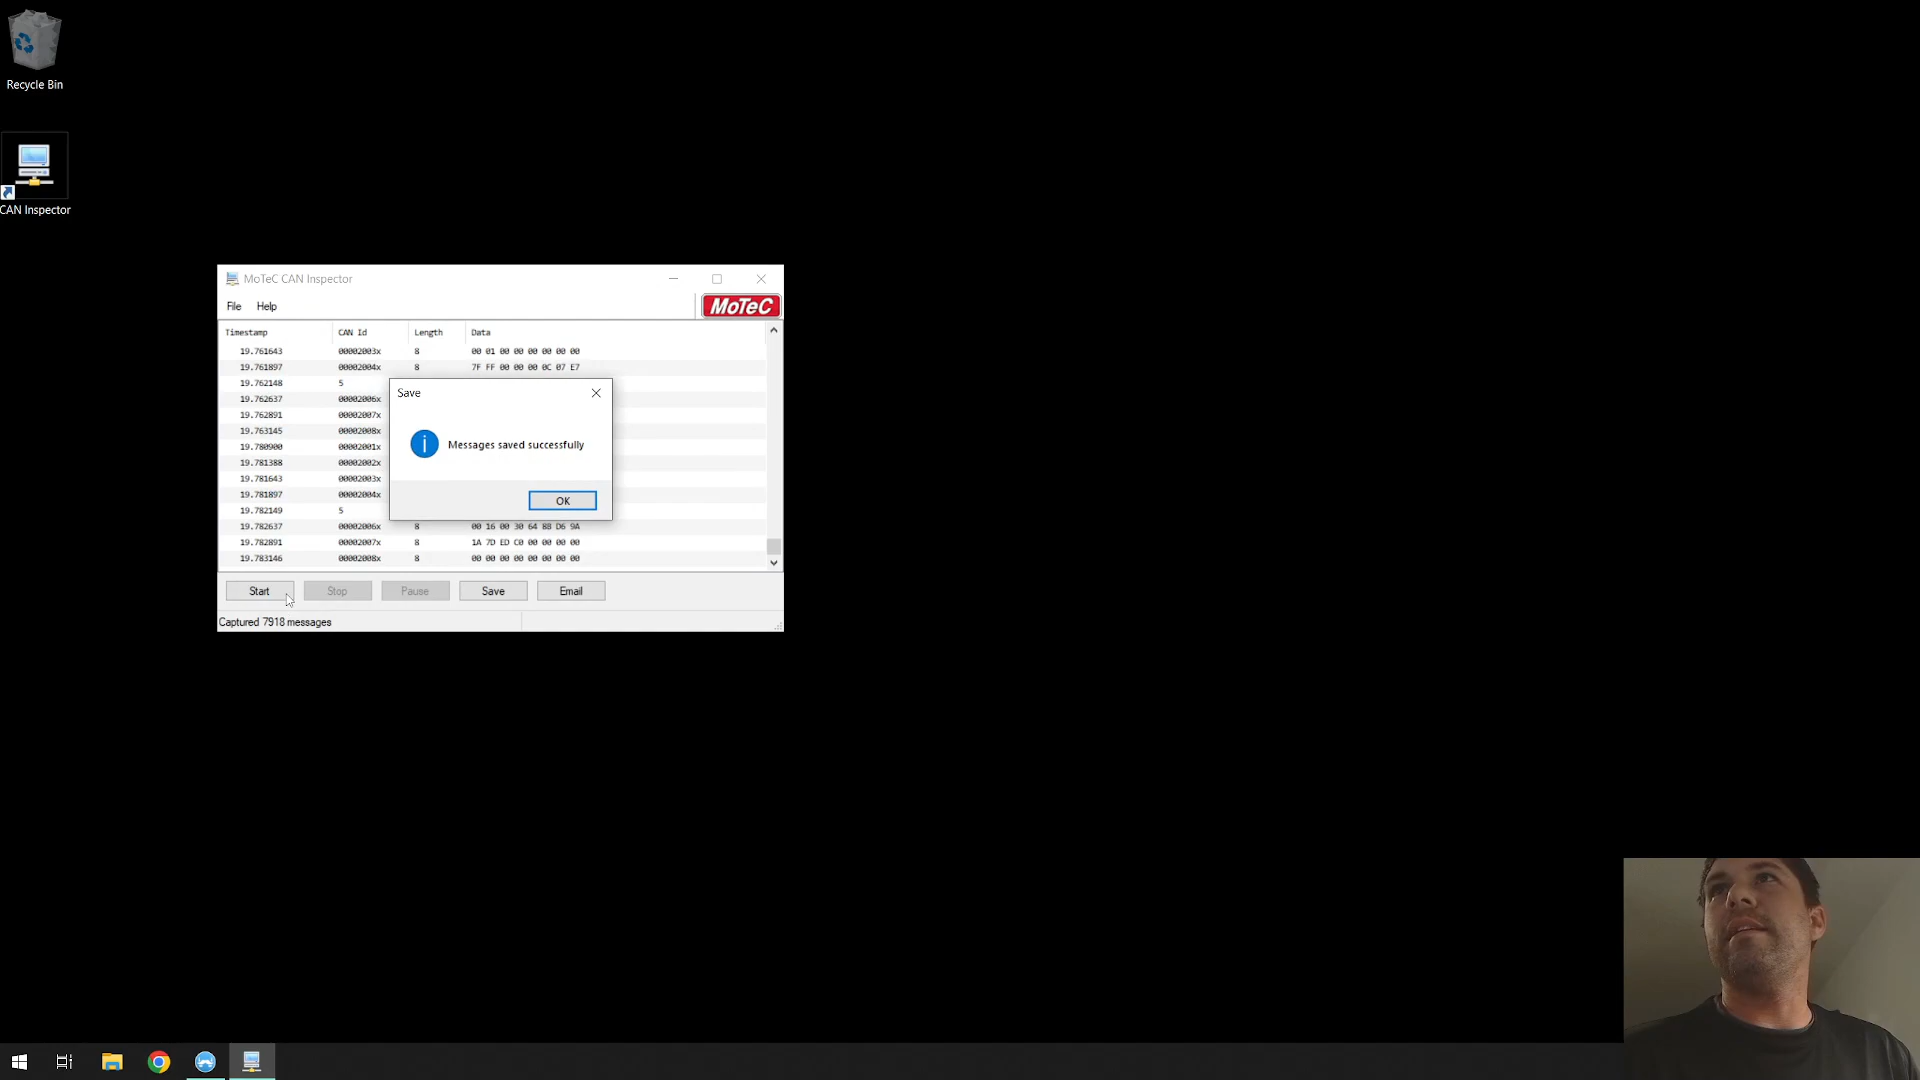 Recycle Bin
CAN Inspector
MoTeC CAN Inspector
File Help
MoTeC
Timestamp CAN Id Length Data
19.761643 00002003x 8 00 01 00 00 00 00 00 00
19.761897 00002004x 8 7F FF 00 00 00 0C 07 E7
19.762148 5
19.762637 00002006x
19.762891 00002007x
19.763145 00002008x
19.780900 00002001x
19.781388 00002002x
19.781643 00002003x
19.781897 00002004x
19.782149 5
19.782637 00002006x 8 00 16 00 30 64 8B D6 9A
19.782891 00002007x 8 1A 7D ED C0 00 00 00 00
19.783146 00002008x 8 00 00 00 00 00 00 00 00
Save
Messages saved successfully
OK
Start Stop Pause Save Email
Captured 7918 messages